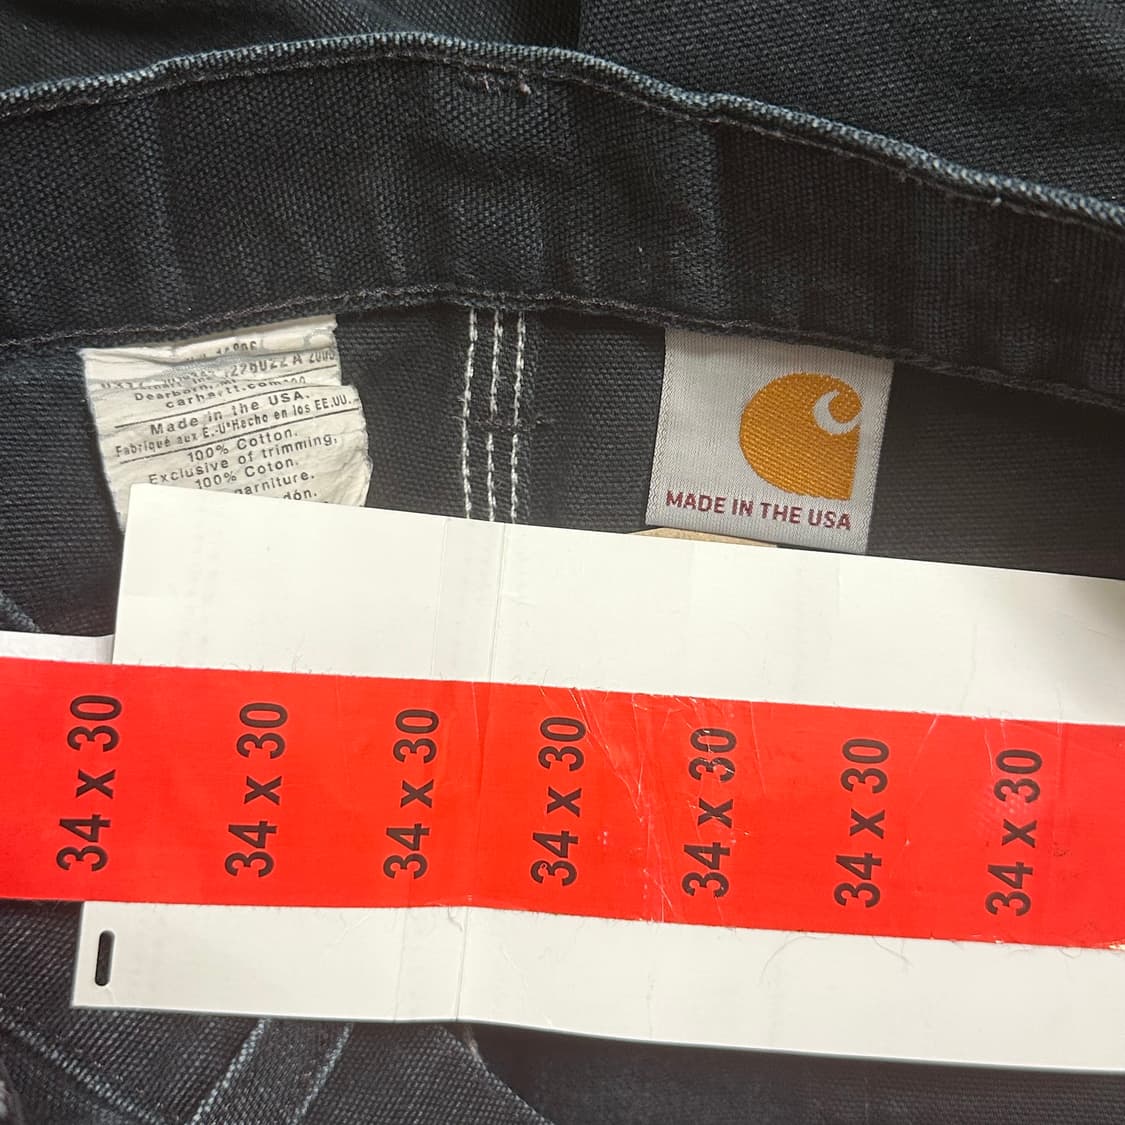 Dearborn, MI
carhartt.com
Made in the USA.
Fabriqué aux E.-U•Hecho en los EE.UU.
100% Cotton.
Exclusive of trimming,
100% Coton.
garniture.
dón.
MADE IN THE USA
34 x 30
34 x 30
34 x 30
34 x 30
34 x 30
34 x 30
34 x 30